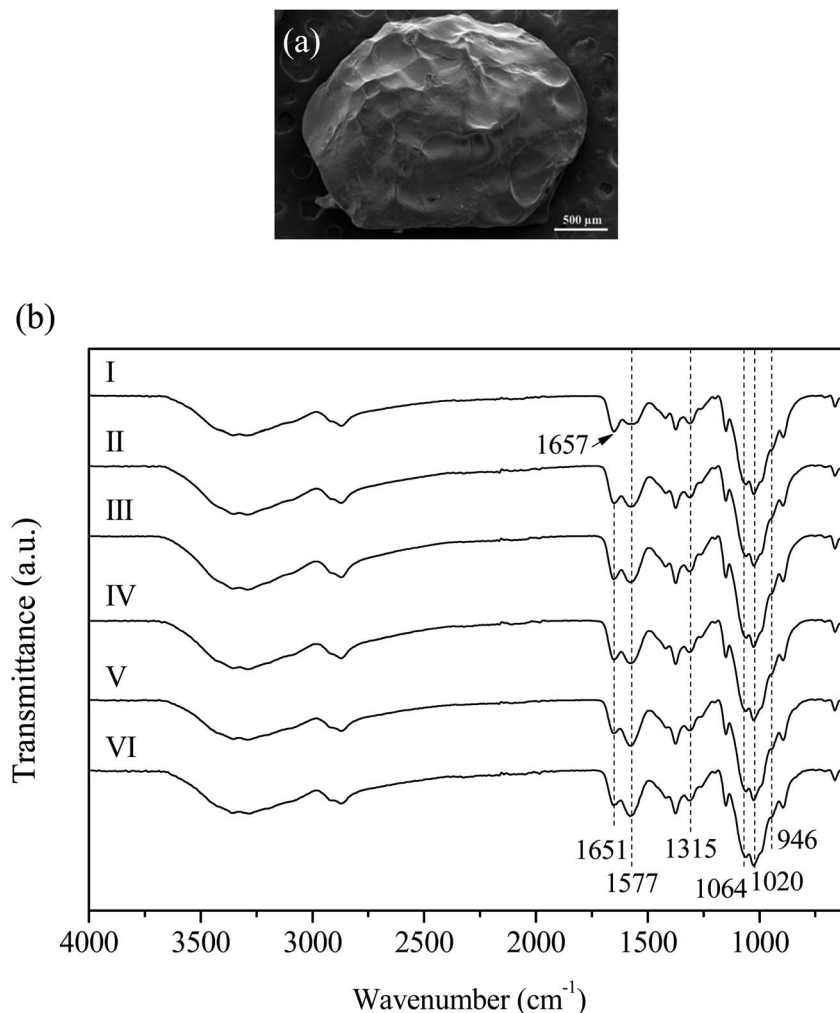 (a)
500 µm
(b)
I
II
III
IV
V
VI
1657
1651
1577
1315
1064
1020
946
Transmittance (a.u.)
4000 3500 3000 2500 2000 1500 1000
Wavenumber (cm⁻¹)